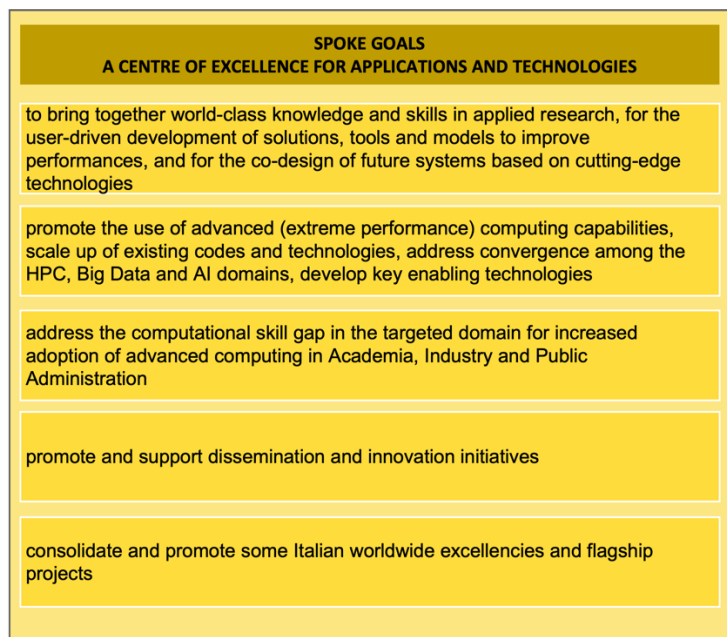 SPOKE GOALS
A CENTRE OF EXCELLENCE FOR APPLICATIONS AND TECHNOLOGIES
to bring together world-class knowledge and skills in applied research, for the
user-driven development of solutions, tools and models to improve
performances, and for the co-design of future systems based on cutting-edge
technologies
promote the use of advanced (extreme performance) computing capabilities,
scale up of existing codes and technologies, address convergence among the
HPC, Big Data and AI domains, develop key enabling technologies
address the computational skill gap in the targeted domain for increased
adoption of advanced computing in Academia, Industry and Public
Administration
promote and support dissemination and innovation initiatives
consolidate and promote some Italian worldwide excellencies and flagship
projects